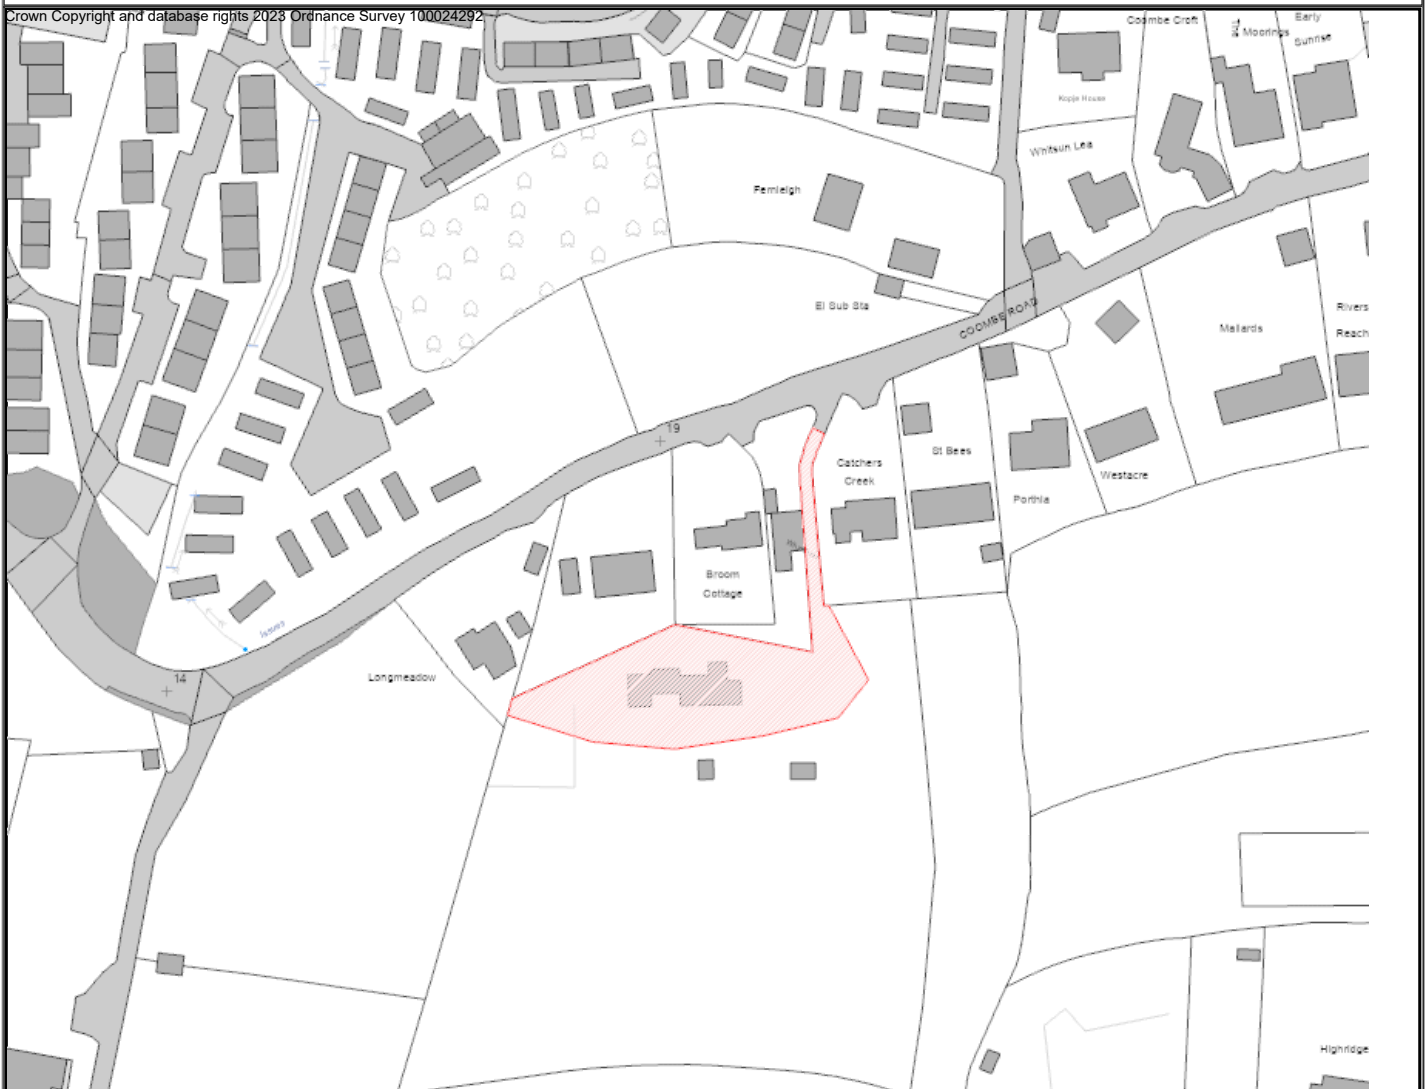 Crown Copyright and database rights 2023 Ordnance Survey 100024292
Coombe Croft
Moorings
Early
Sunrise
Kopje House
Whitsun Lea
Fernleigh
El Sub Sta
COOMBE ROAD
Mallards
Rivers
Reach
19
Catchers
Creek
St Bees
Porthia
Westacre
Broom
Cottage
Issues
Longmeadow
14
Highridge